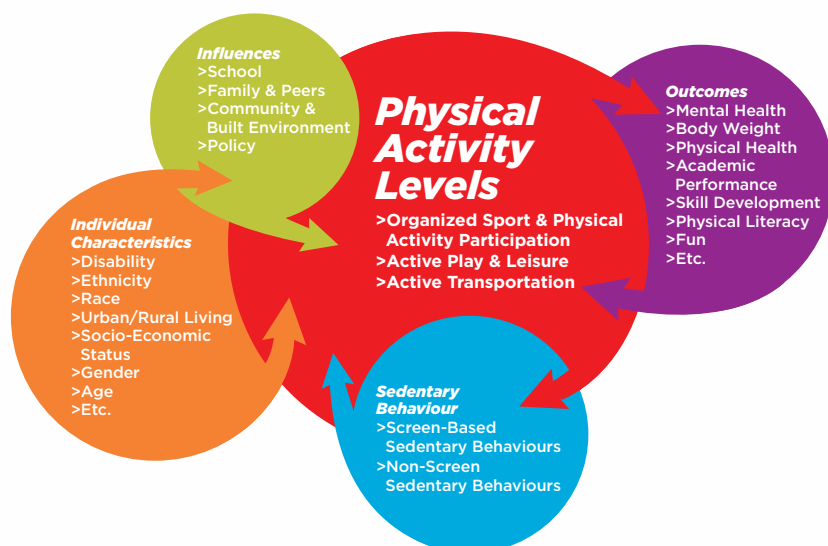 Influences
>School
>Family & Peers
>Community &
Built Environment
>Policy
Physical
Activity
Levels
>Organized Sport & Physical
Activity Participation
>Active Play & Leisure
>Active Transportation
Outcomes
>Mental Health
>Body Weight
>Physical Health
>Academic
Performance
>Skill Development
>Physical Literacy
>Fun
>Etc.
Individual
Characteristics
>Disability
>Ethnicity
>Race
>Urban/Rural Living
>Socio-Economic
Status
>Gender
>Age
>Etc.
Sedentary
Behaviour
>Screen-Based
Sedentary Behaviours
>Non-Screen
Sedentary Behaviours